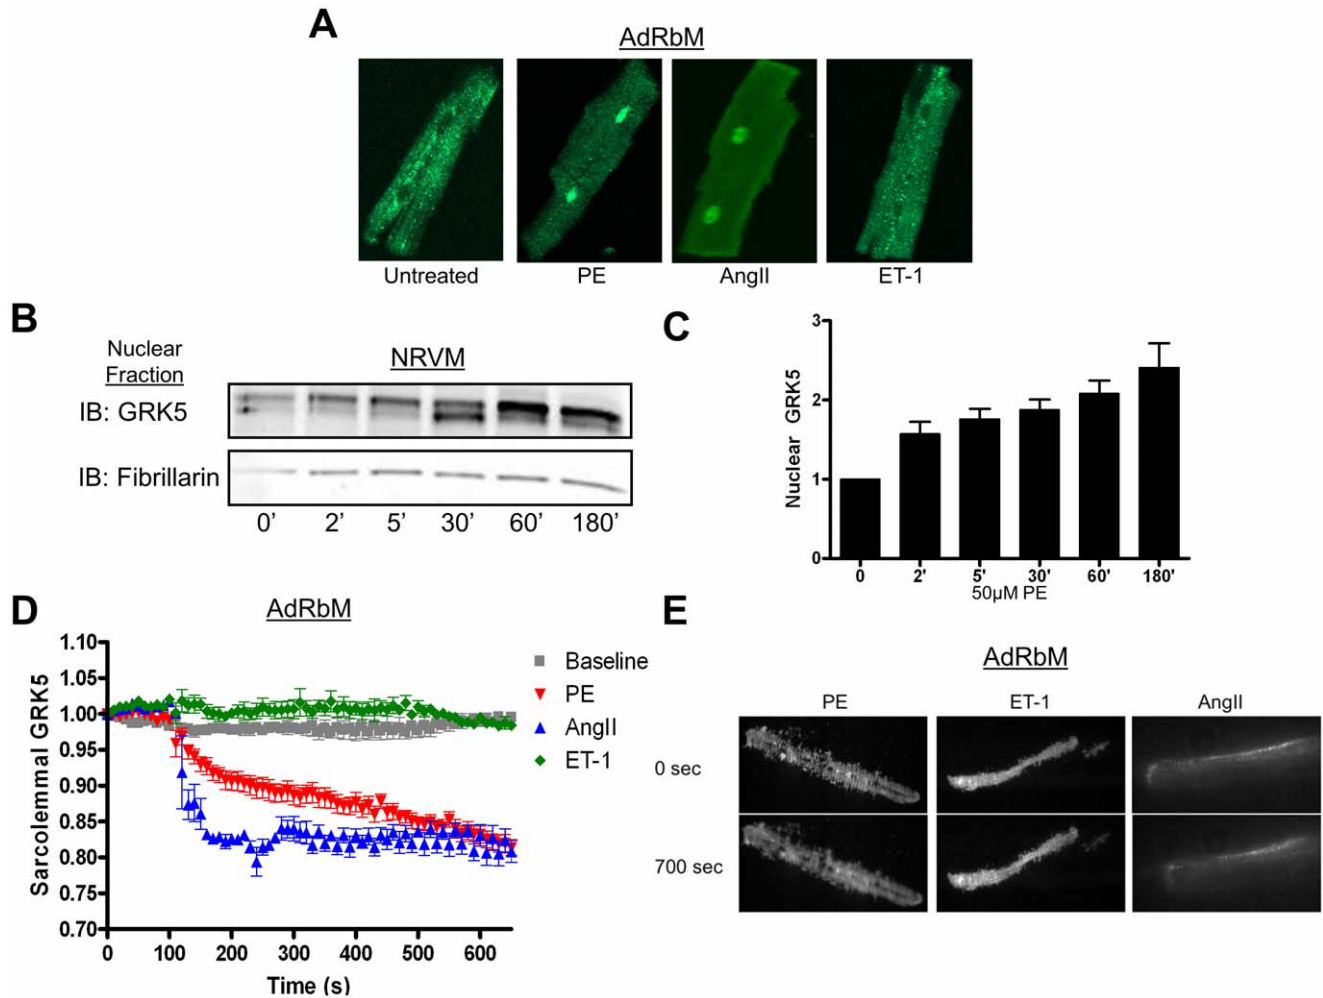 A
AdRbM
Untreated
PE
AngII
ET-1
B
Nuclear
Fraction
NRVM
IB: GRK5
IB: Fibrillarin
0’
2’
5’
30’
60’
180’
C
Nuclear GRK5
3
2
1
0
0
2'
5'
30'
60'
180'
50µM PE
D
AdRbM
Sarcolemmal GRK5
1.10
1.05
1.00
0.95
0.90
0.85
0.80
0.75
0.70
0
100
200
300
400
500
600
Time (s)
Baseline
PE
AngII
ET-1
E
AdRbM
PE
ET-1
AngII
0 sec
700 sec